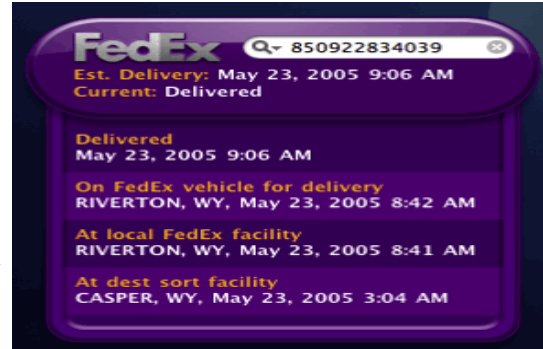 FedEx 850922834039
Est. Delivery: May 23, 2005 9:06 AM
Current: Delivered
Delivered
May 23, 2005 9:06 AM
On FedEx vehicle for delivery
RIVERTON, WY, May 23, 2005 8:42 AM
At local FedEx facility
RIVERTON, WY, May 23, 2005 8:41 AM
At dest sort facility
CASPER, WY, May 23, 2005 3:04 AM